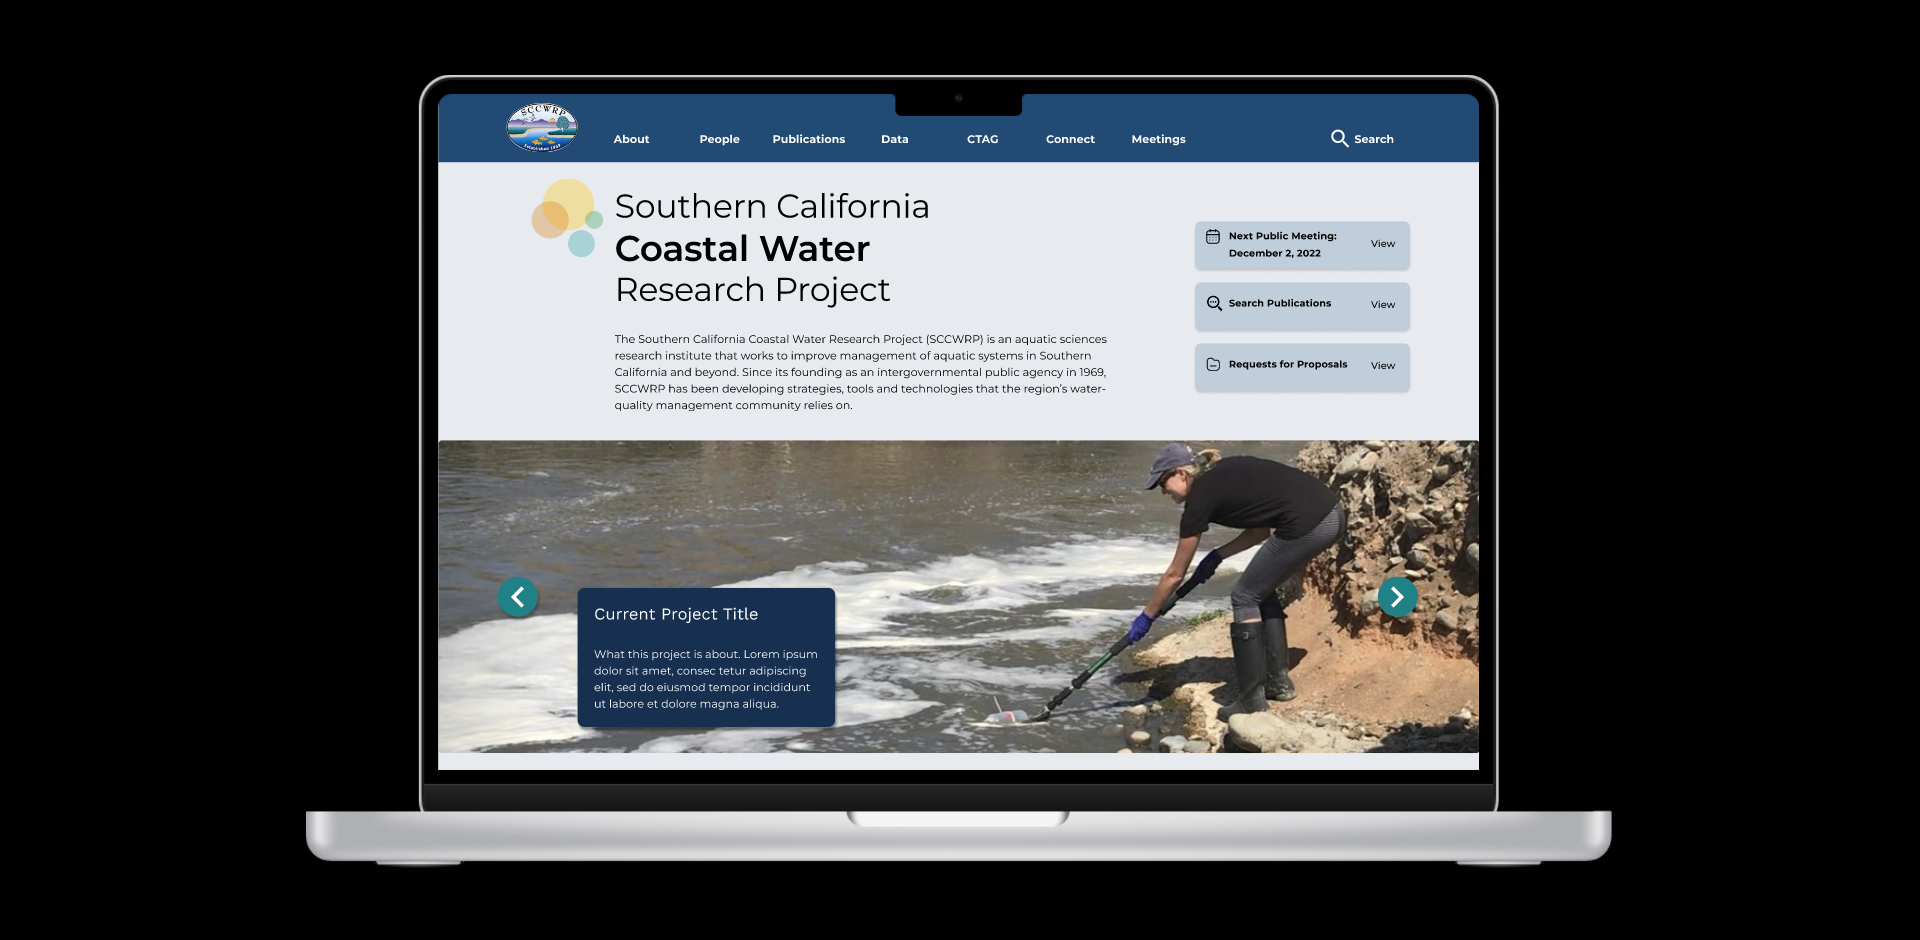 SCCWRP
Established 1969
About People Publications Data CTAG Connect Meetings Search
Southern California
Coastal Water
Research Project
The Southern California Coastal Water Research Project (SCCWRP) is an aquatic sciences
research institute that works to improve management of aquatic systems in Southern
California and beyond. Since its founding as an intergovernmental public agency in 1969,
SCCWRP has been developing strategies, tools and technologies that the region's water-
quality management community relies on.
Next Public Meeting:
December 2, 2022
View
Search Publications View
Requests for Proposals View
Current Project Title
What this project is about. Lorem ipsum
dolor sit amet, consec tetur adipiscing
elit, sed do eiusmod tempor incididunt
ut labore et dolore magna aliqua.